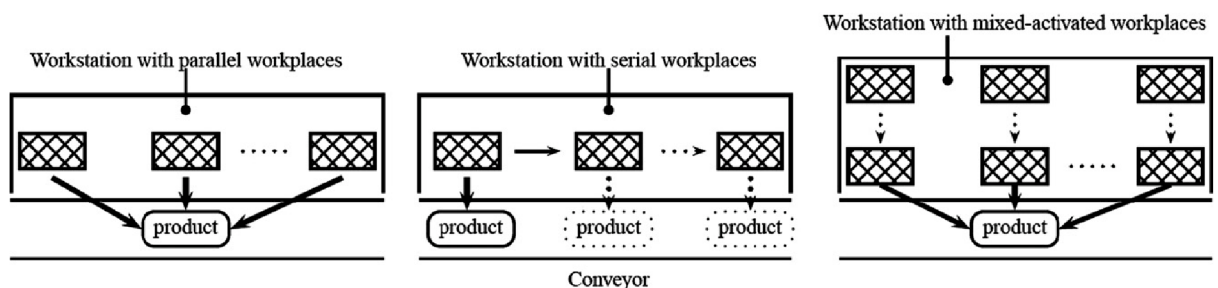 Workstation with parallel workplaces
product
Workstation with serial workplaces
product
product
product
Workstation with mixed-activated workplaces
product
Conveyor